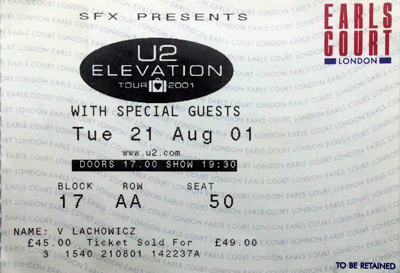 SFX PRESENTS
EARLS
COURT
LONDON
U2
ELEVATION
TOUR 2001
WITH SPECIAL GUESTS
Tue 21 Aug 01
www.u2.com
DOORS 17.00 SHOW 19:30
BLOCK ROW SEAT
17 AA 50
NAME: V LACHOWICZ
£45.00 Ticket Sold For £49.00
3 1540 210801 142237A
TO BE RETAINED